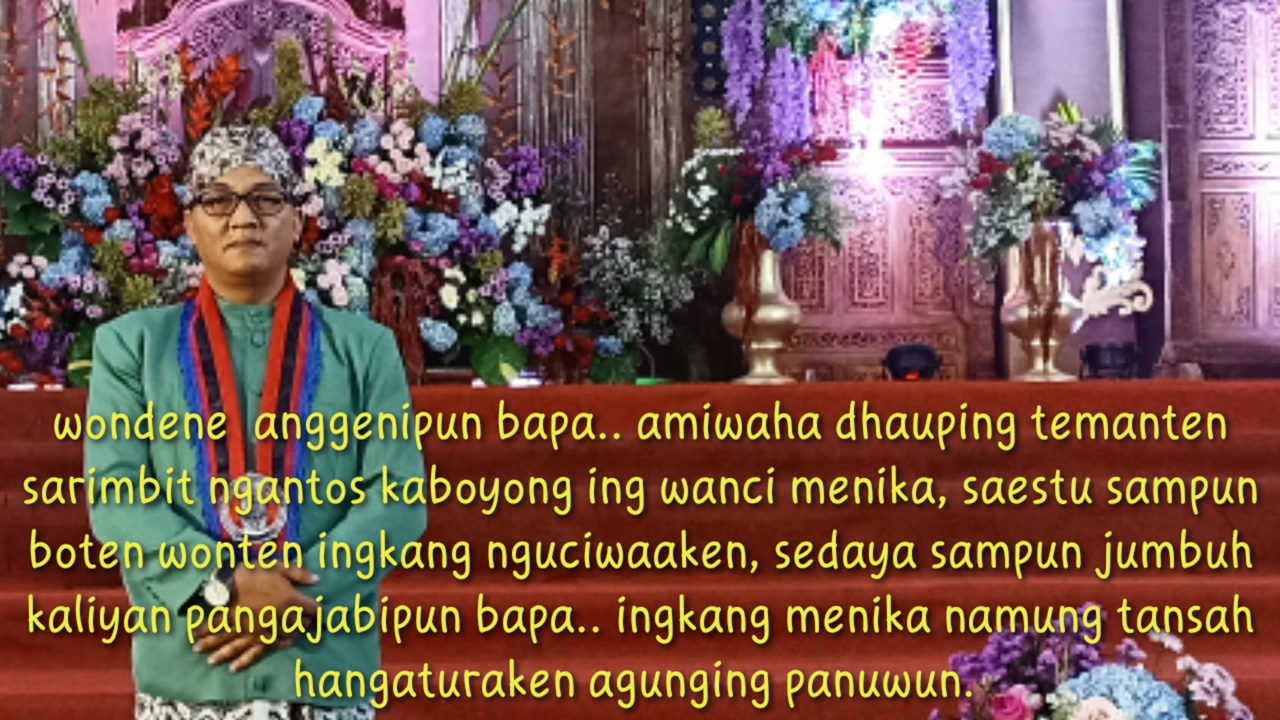 wondene anggenipun bapa.. amiwaha dhauping temanten
sarimbit ngantos kaboyong ing wanci menika, saestu sampun
boten wonten ingkang nguciwaaken, sedaya sampun jumbuh
kaliyan pangajabipun bapa.. ingkang menika namung tansah
hangaturaken agunging panuwun.